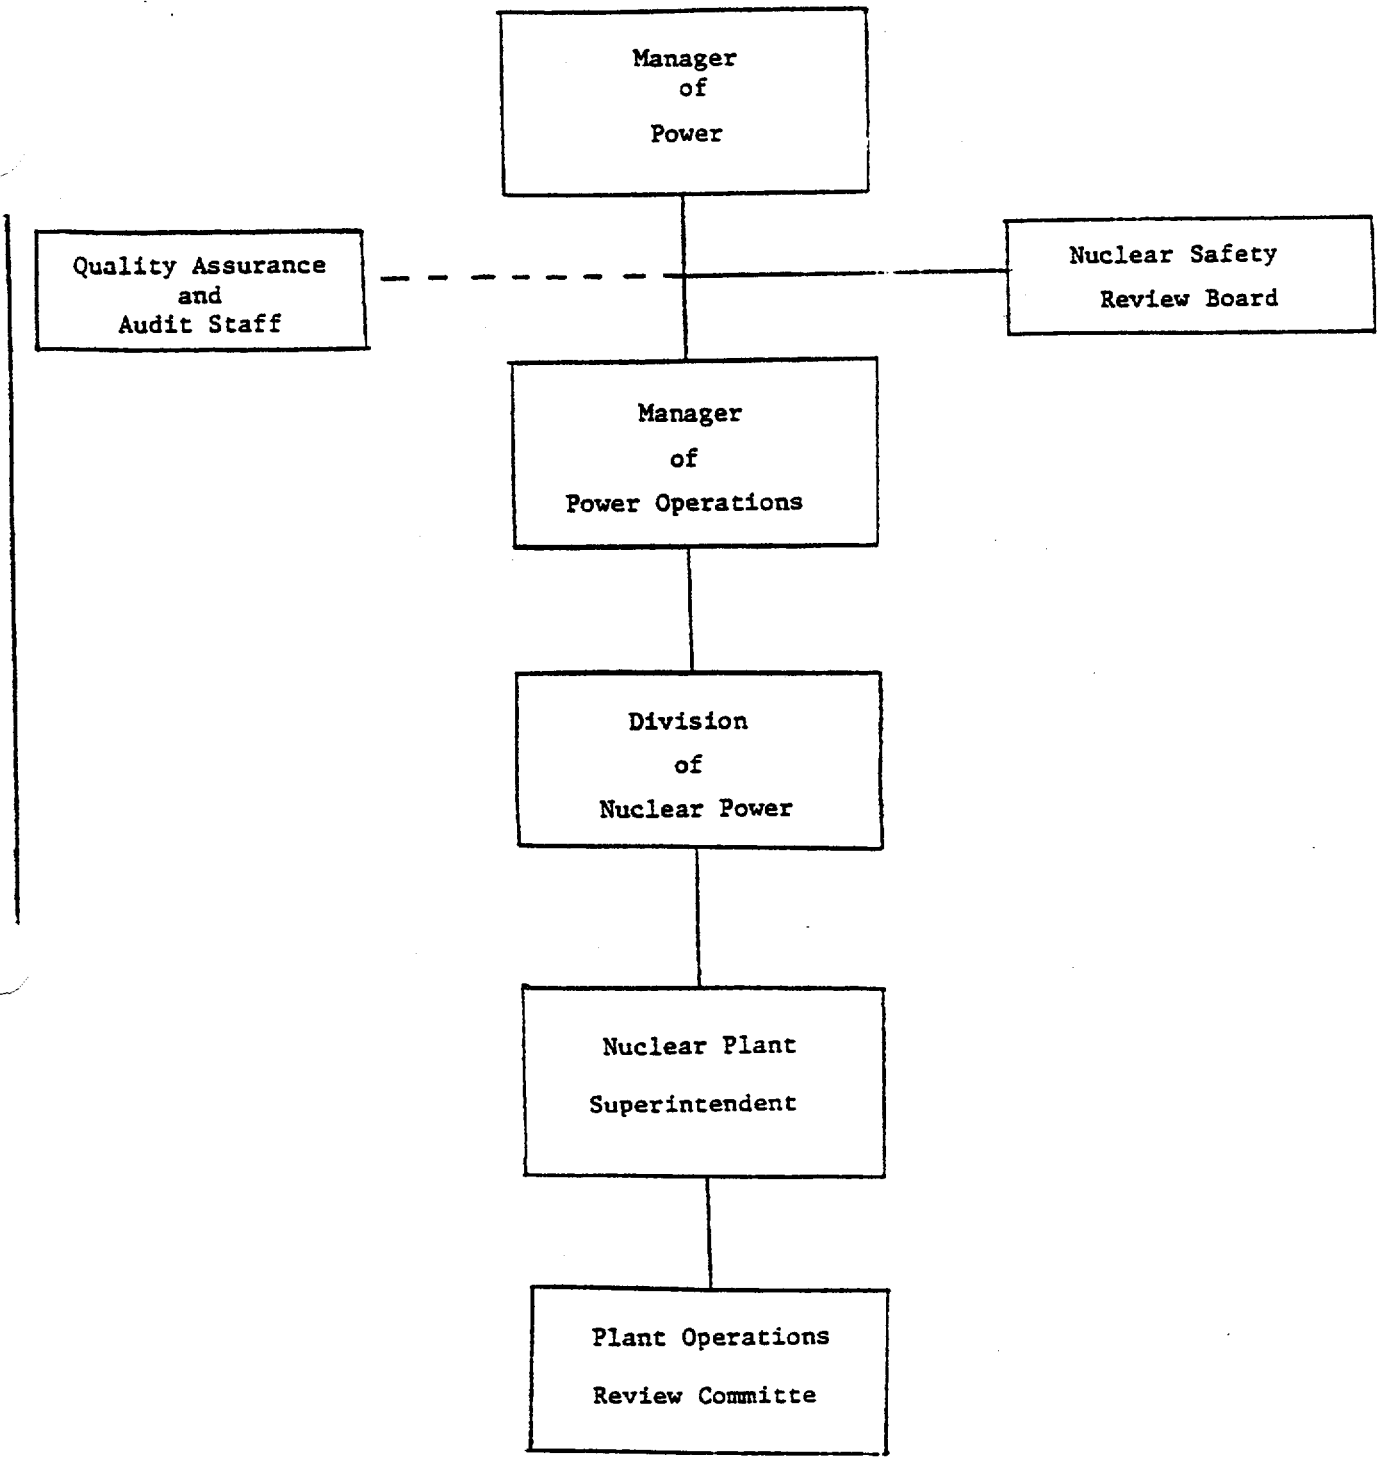 Manager
of
Power
Quality Assurance
and
Audit Staff
Nuclear Safety
Review Board
Manager
of
Power Operations
Division
of
Nuclear Power
Nuclear Plant
Superintendent
Plant Operations
Review Committe